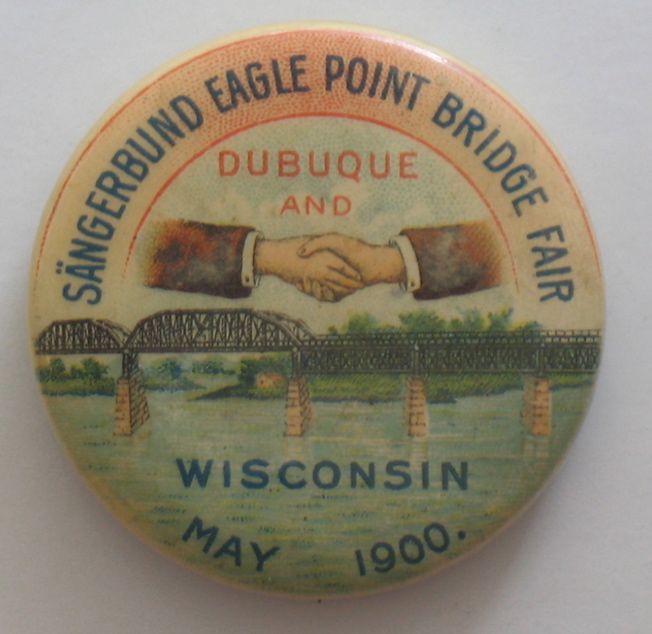 SÄNGERBUND EAGLE POINT BRIDGE FAIR
DUBUQUE
AND
WISCONSIN
MAY 1900.